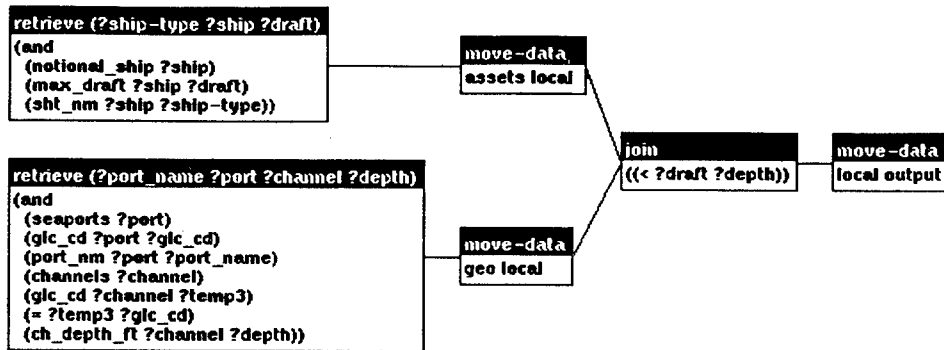 retrieve (?ship-type ?ship ?draft)
(and
(notional_ship ?ship)
(max_draft ?ship ?draft)
(sht_nm ?ship ?ship-type))
move-data
assets local
retrieve (?port_name ?port ?channel ?depth)
(and
(seaports ?port)
(glc_cd ?port ?glc_cd)
(port_nm ?port ?port_name)
(channels ?channel)
(glc_cd ?channel ?temp3)
(= ?temp3 ?glc_cd)
(ch_depth_ft ?channel ?depth))
move-data
geo local
join
((< ?draft ?depth))
move-data
local output